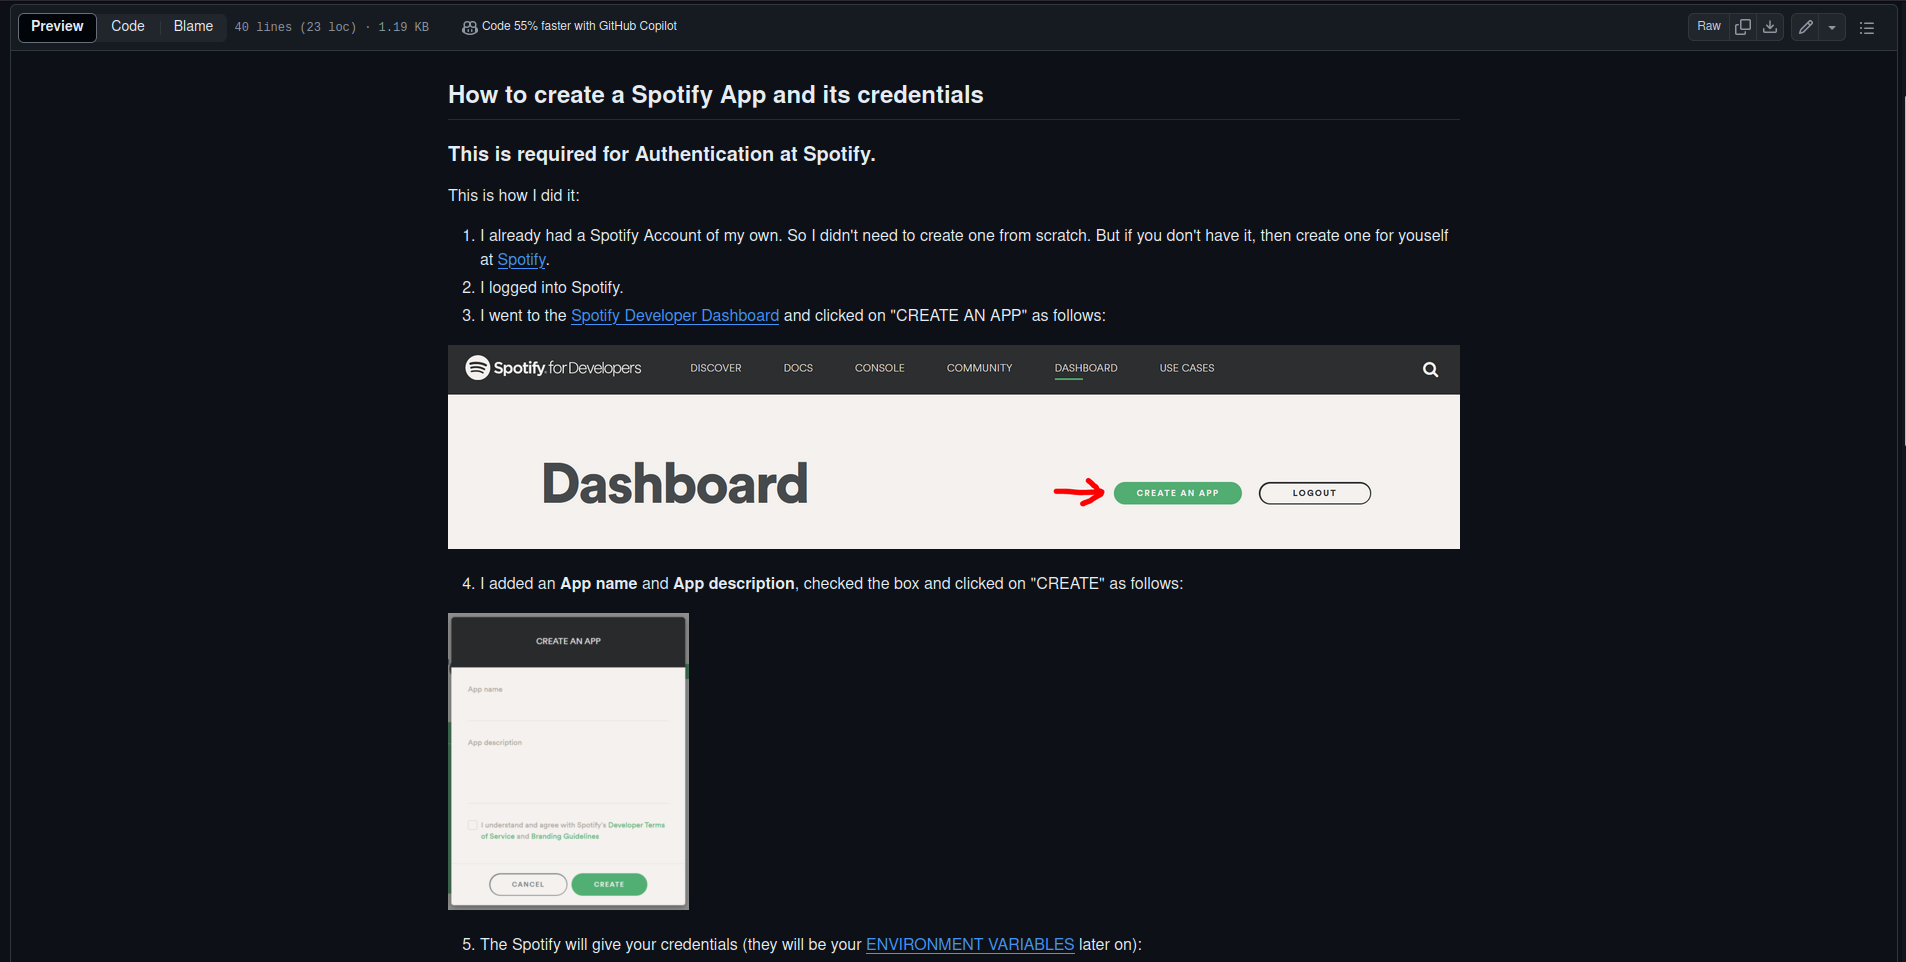 Preview Code Blame 40 lines (23 loc) · 1.19 KB Code 55% faster with GitHub Copilot Raw
How to create a Spotify App and its credentials
This is required for Authentication at Spotify.
This is how I did it:
1. I already had a Spotify Account of my own. So I didn't need to create one from scratch. But if you don't have it, then create one for youself
at Spotify.
2. I logged into Spotify.
3. I went to the Spotify Developer Dashboard and clicked on "CREATE AN APP" as follows:
Spotify for Developers DISCOVER DOCS CONSOLE COMMUNITY DASHBOARD USE CASES
Dashboard CREATE AN APP LOGOUT
4. I added an App name and App description, checked the box and clicked on "CREATE" as follows:
CREATE AN APP
App name
App description
I understand and agree with Spotify's Developer Terms
of Service and Branding Guidelines
CANCEL CREATE
5. The Spotify will give your credentials (they will be your ENVIRONMENT VARIABLES later on):